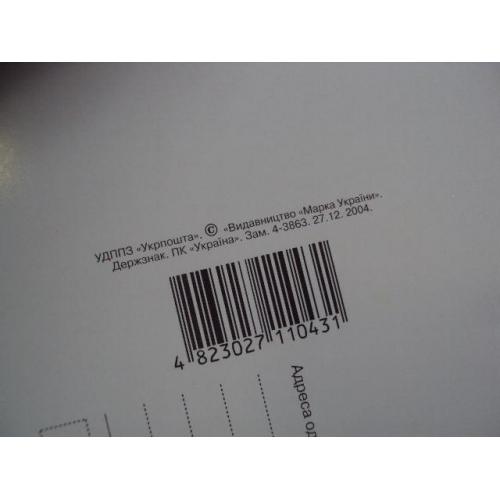 УДППЗ «Укрпошта». © «Видавництво «Марка України».
Держзнак. ПК «Україна». Зам. 4-3863. 27.12. 2004.
4 823027 110431
Адреса од